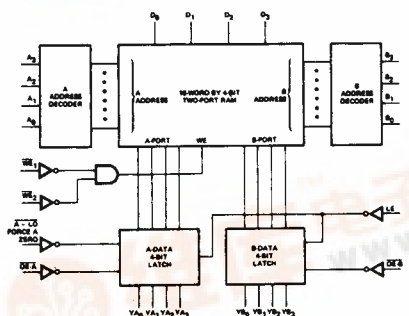 D₀ D₁ D₂ D₃
A₃
A₂
A₁
A₀
A
ADDRESS
DECODER
A
ADDRESS
16-WORD BY 4-BIT
TWO-PORT RAM
B
ADDRESS
A-PORT WE B-PORT
B
ADDRESS
DECODER
B₃
B₂
B₁
B₀
WE₁
WE₂
A - LO
FORCE A
ZERO
OE-A
A-DATA
4-BIT
LATCH
B-DATA
4-BIT
LATCH
LE
OE-B
YA₀ YA₁ YA₂ YA₃
YB₀ YB₁ YB₂ YB₃